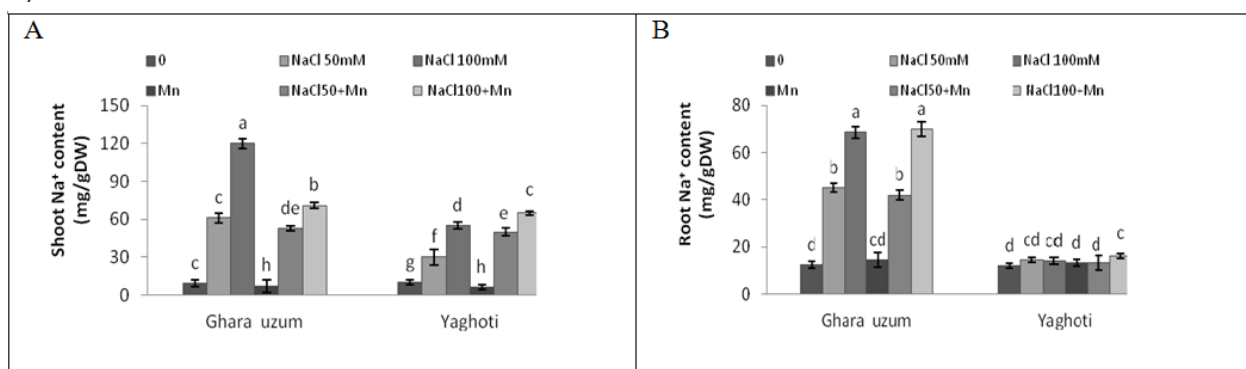 A
0 NaCl 50mM NaCl 100mM
Mn NaCl50+Mn NaCl100+Mn
Shoot Na⁺ content
(mg/gDW)
150
120
90
60
30
0
c c a h de b
g f d h e c
Ghara uzum Yaghoti
B
0 NaCl 50mM NaCl 100mM
Mn NaCl50+Mn NaCl100+Mn
Root Na⁺ content
(mg/gDW)
80
60
40
20
0
d b a cd b a
d cd cd d d c
Ghara uzum Yaghoti